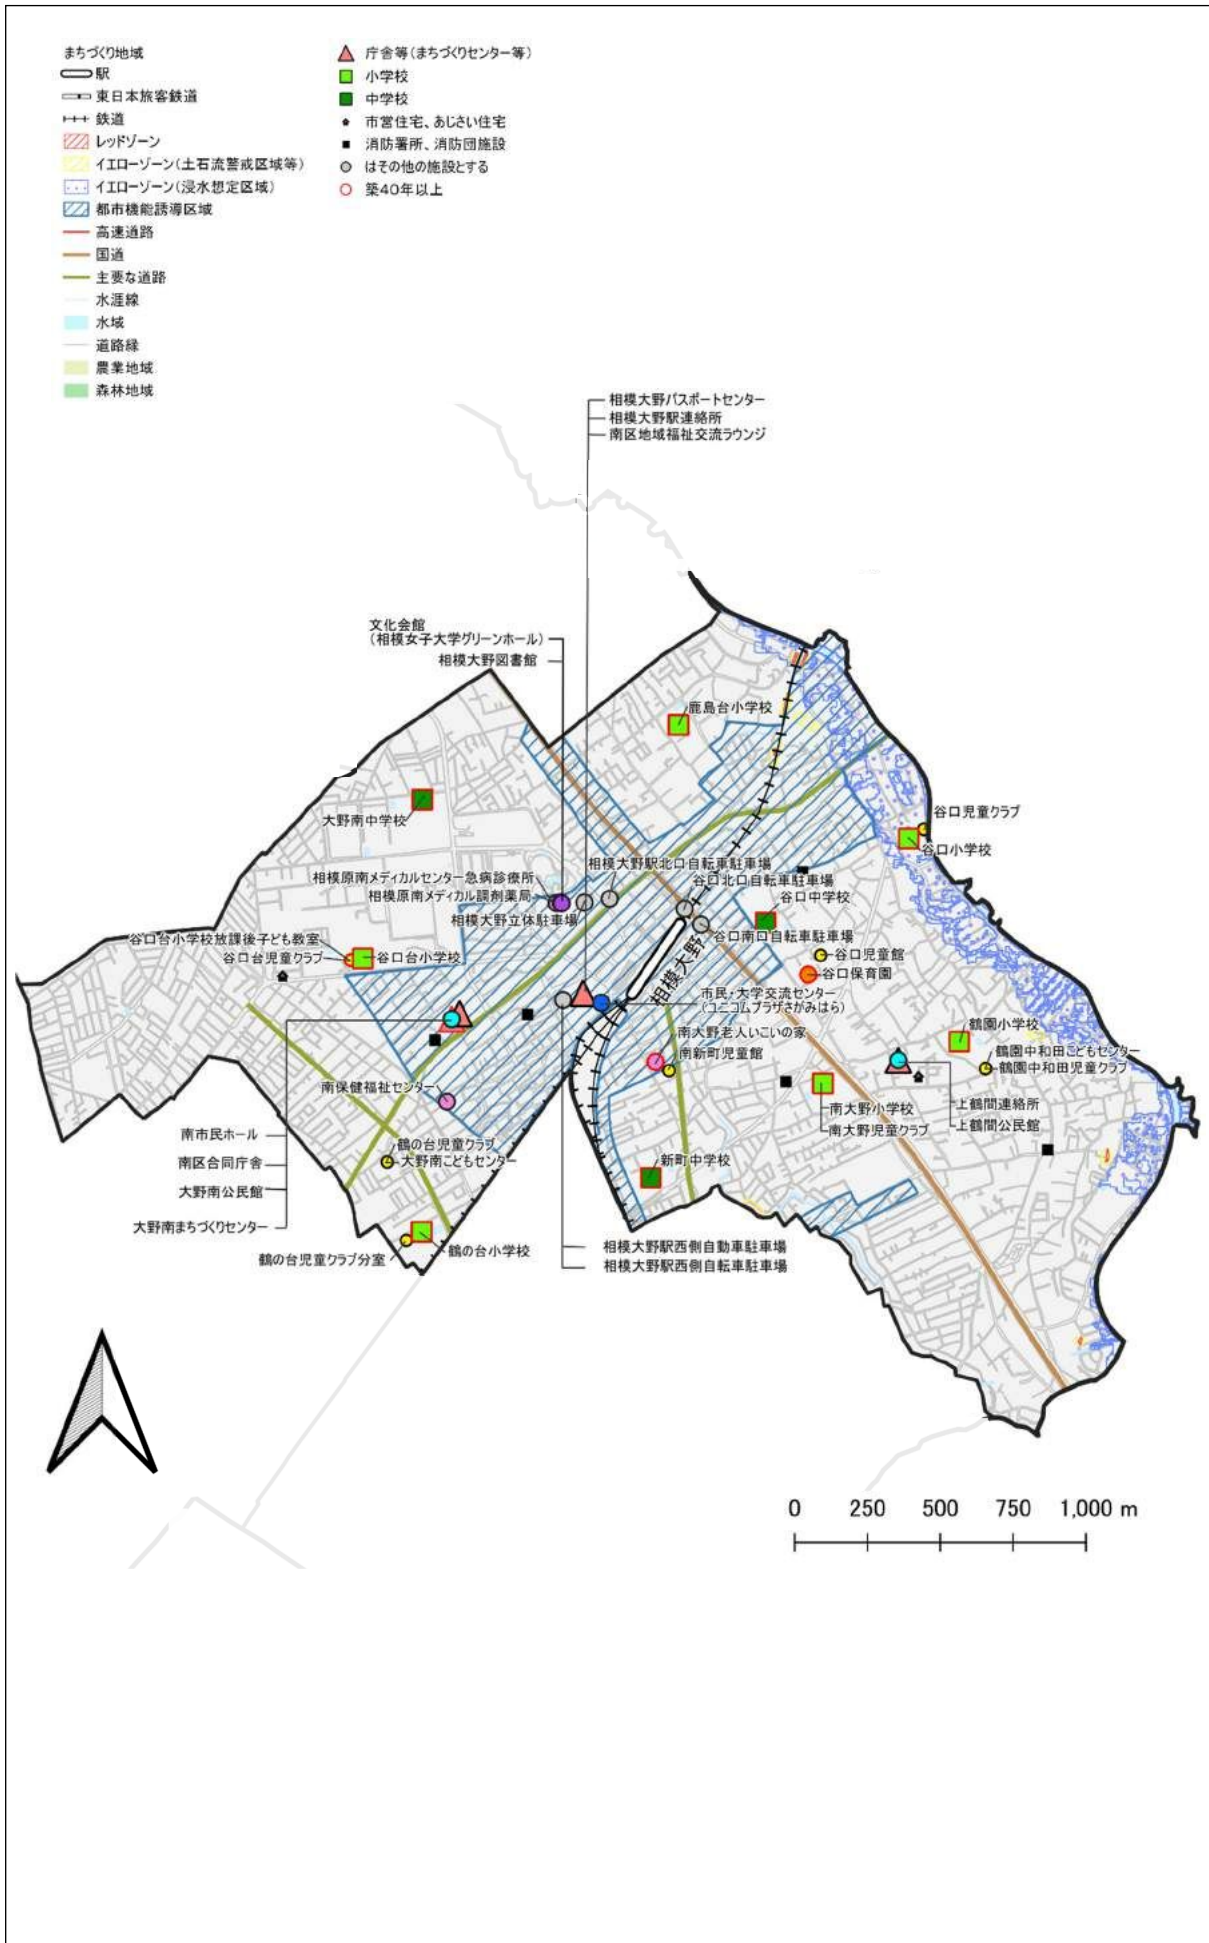 まちづくり地域
駅
東日本旅客鉄道
鉄道
レッドゾーン
イエローゾーン(土石流警戒区域等)
イエローゾーン(浸水想定区域)
都市機能誘導区域
高速道路
国道
主要な道路
水涯線
水域
道路縁
農業地域
森林地域
庁舎等(まちづくりセンター等)
小学校
中学校
市営住宅、あじさい住宅
消防署所、消防団施設
はその他の施設とする
築40年以上
相模大野パスポートセンター
相模大野駅連絡所
南区地域福祉交流ラウンジ
文化会館
(相模女子大学グリーンホール)
相模大野図書館
鹿島台小学校
大野南中学校
谷口児童クラブ
谷口小学校
相模大野駅北口自転車駐車場
相模原南メディカルセンター急病診療所
谷口北口自転車駐車場
相模原南メディカル調剤薬局
谷口中学校
相模大野立体駐車場
谷口南口自転車駐車場
谷口台小学校放課後子ども教室
谷口台児童クラブ
谷口台小学校
谷口児童館
谷口保育園
相模大野
市民・大学交流センター
(ユニコムプラザさがみはら)
南大野老人いこいの家
南新町児童館
鶴園小学校
鶴園中和田こどもセンター
鶴園中和田児童クラブ
南保健福祉センター
上鶴間連絡所
上鶴間公民館
南大野小学校
南大野児童クラブ
南市民ホール
南区合同庁舎
大野南公民館
大野南まちづくりセンター
鶴の台児童クラブ
大野南こどもセンター
新町中学校
鶴の台小学校
鶴の台児童クラブ分室
相模大野駅西側自動車駐車場
相模大野駅西側自転車駐車場
0 250 500 750 1,000 m